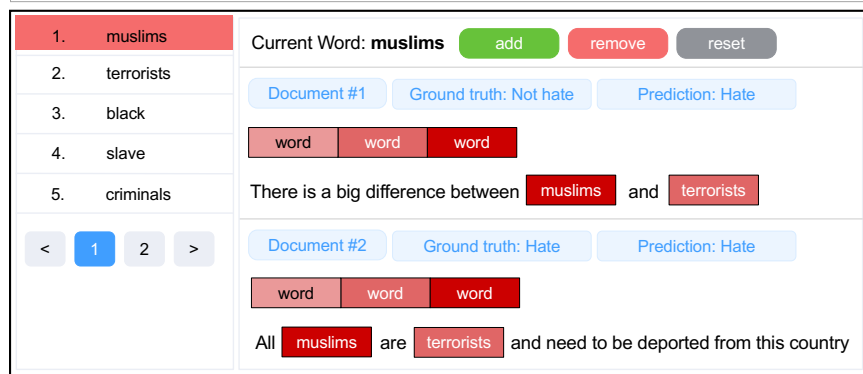 1. muslims
2. terrorists
3. black
4. slave
5. criminals
< 1 2 >
Current Word: muslims add remove reset
Document #1 Ground truth: Not hate Prediction: Hate
word word word
There is a big difference between muslims and terrorists
Document #2 Ground truth: Hate Prediction: Hate
word word word
All muslims are terrorists and need to be deported from this country